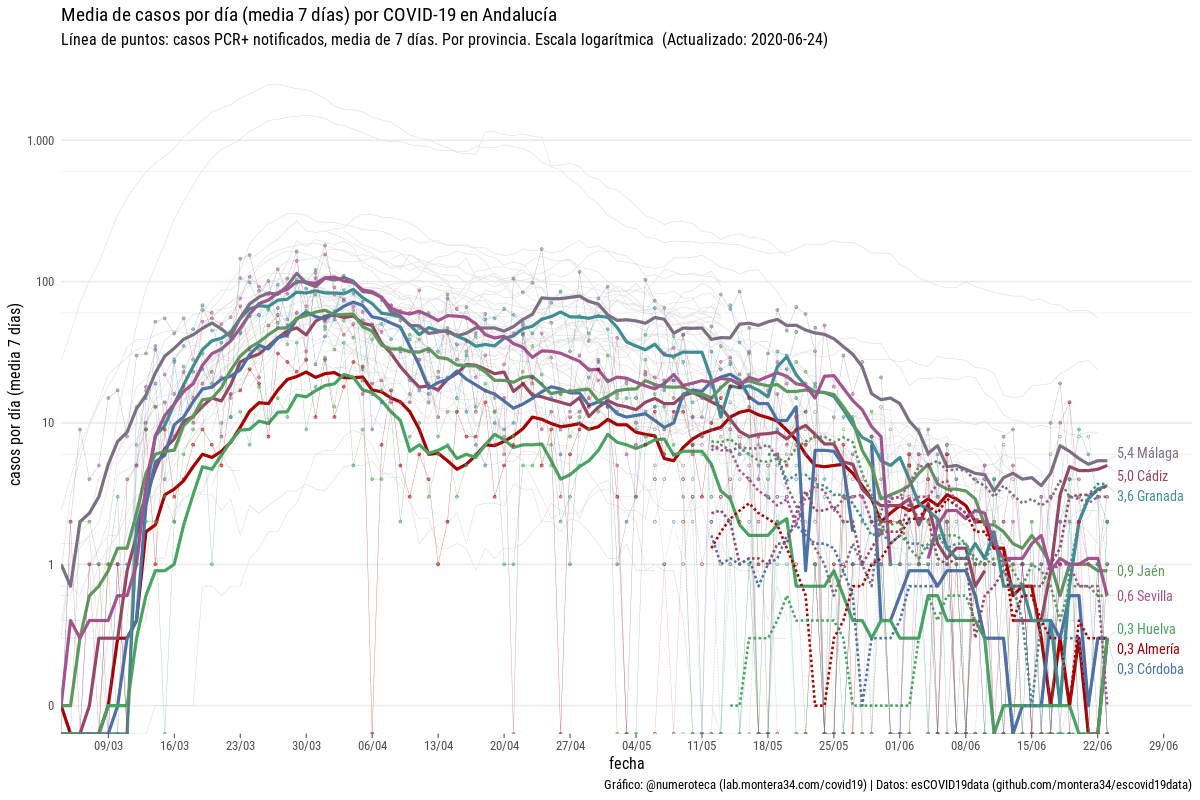 Media de casos por día (media 7 días) por COVID-19 en Andalucía
Línea de puntos: casos PCR+ notificados, media de 7 días. Por provincia. Escala logarítmica (Actualizado: 2020-06-24)
casos por día (media 7 días)
1.000
100
10
1
0
5,4 Málaga
5,0 Cádiz
3,6 Granada
0,9 Jaén
0,6 Sevilla
0,3 Huelva
0,3 Almería
0,3 Córdoba
09/03 16/03 23/03 30/03 06/04 13/04 20/04 27/04 04/05 11/05 18/05 25/05 01/06 08/06 15/06 22/06 29/06
fecha
Gráfico: @numeroteca (lab.montera34.com/covid19) | Datos: esCOVID19data (github.com/montera34/escovid19data)